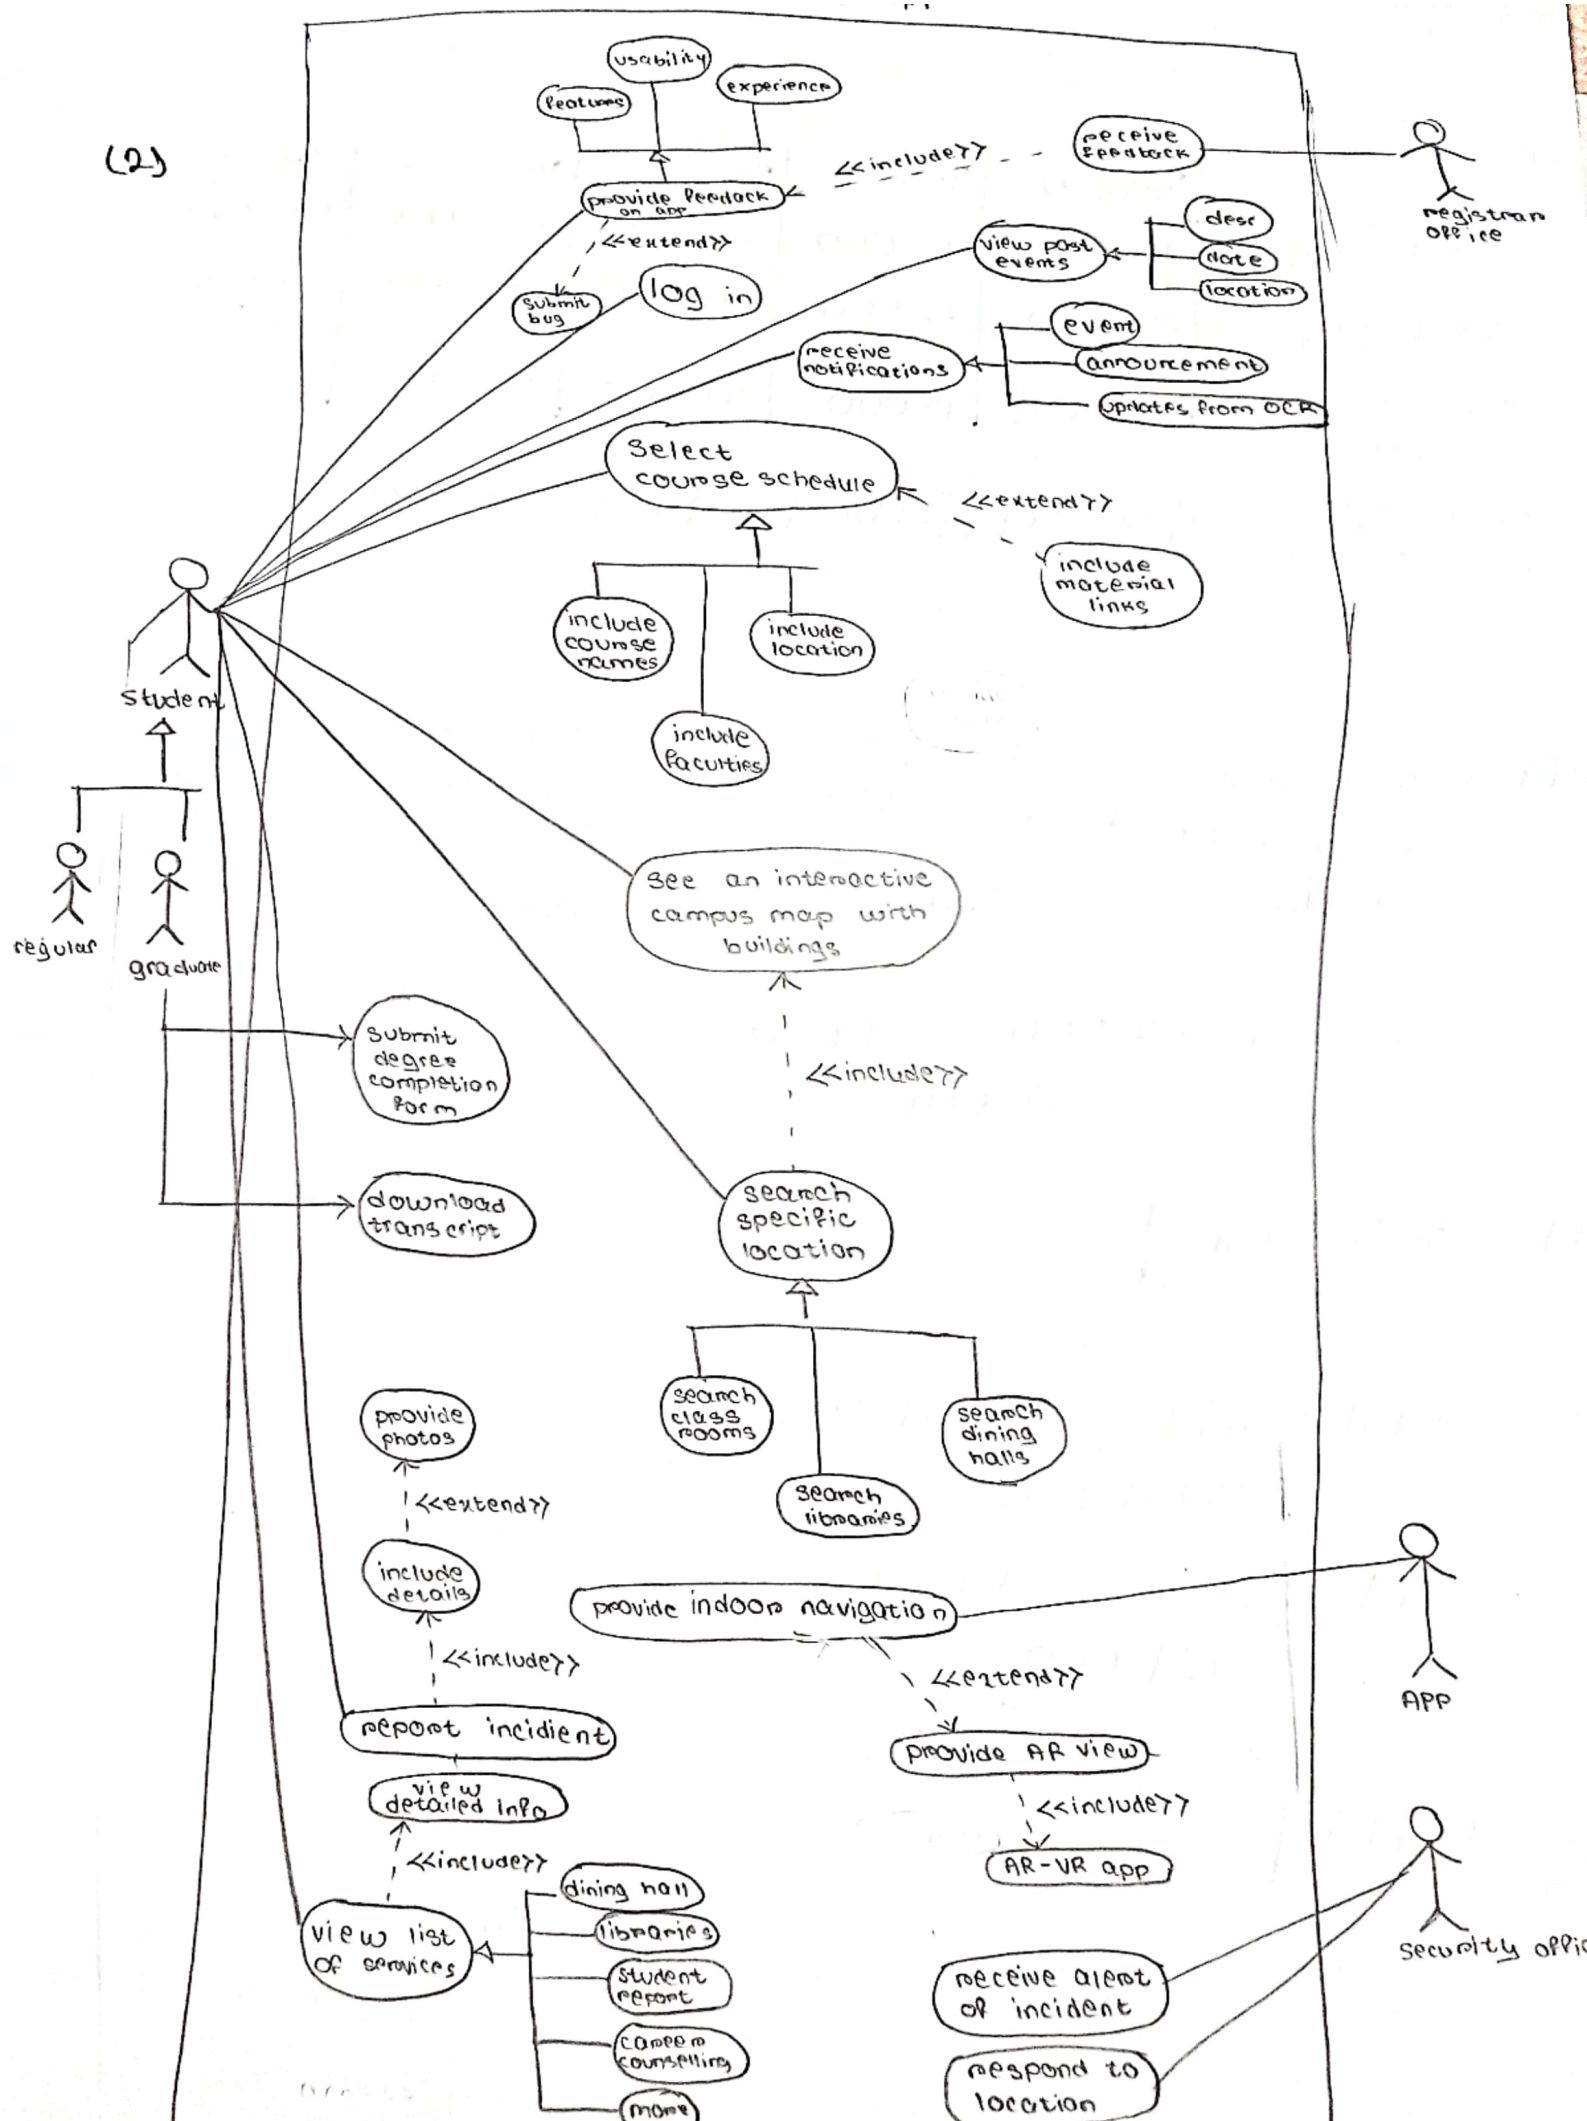 (2)
usability
features
experience
receive
feedback
<<include>>
provide feedack
on app
registrar
office
<<extend>>
submit
bug
log in
view post
events
desc
date
location
receive
notifications
event
announcement
updates from OCR
select
course schedule
<<extend>>
include
material
links
include
course
names
include
location
include
faculties
student
regular
graduate
see an interactive
campus map with
buildings
<<include>>
submit
degree
completion
form
download
transcript
search
specific
location
search
class
rooms
search
libraries
search
dining
halls
provide
photos
<<extend>>
include
details
<<include>>
report incidient
provide indoor navigation
<<extend>>
provide AR view
<<include>>
AR-VR app
APP
view
detailed info
<<include>>
view list
of services
dining hall
libraries
student
report
career
counselling
more
security offic
receive alert
of incident
respond to
location